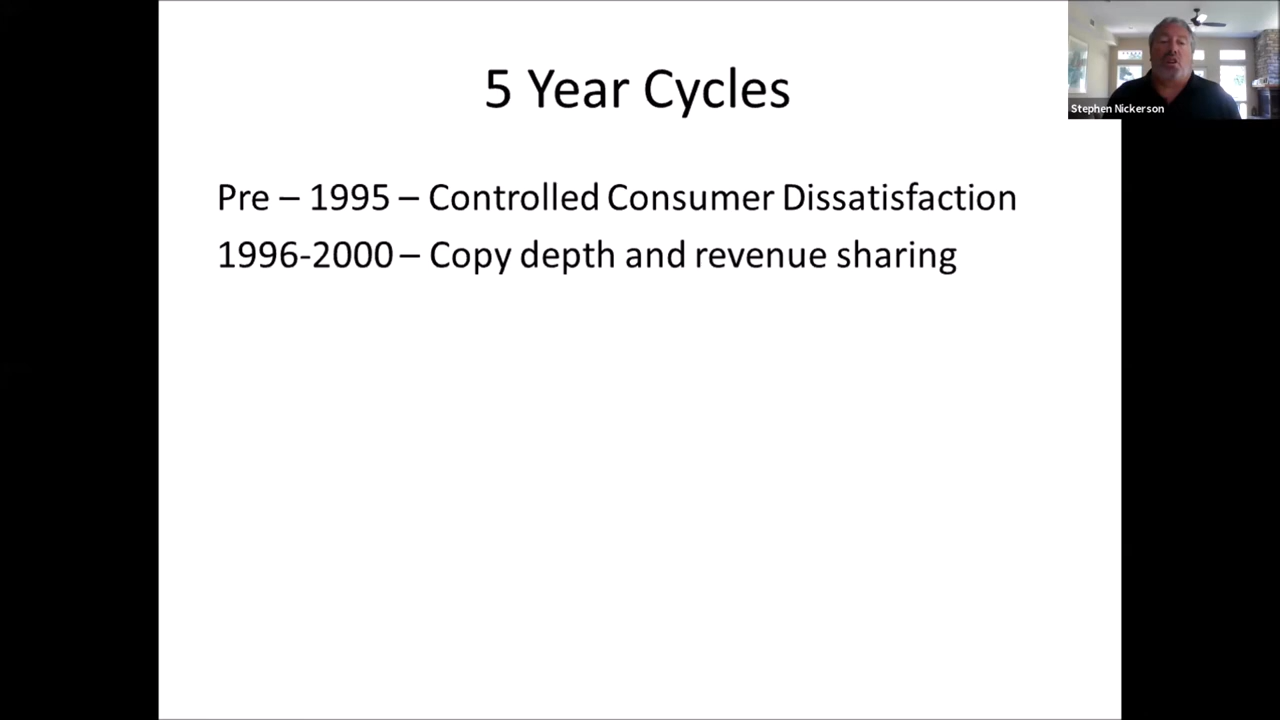 5 Year Cycles
Stephen Nickerson
Pre – 1995 – Controlled Consumer Dissatisfaction
1996-2000 – Copy depth and revenue sharing